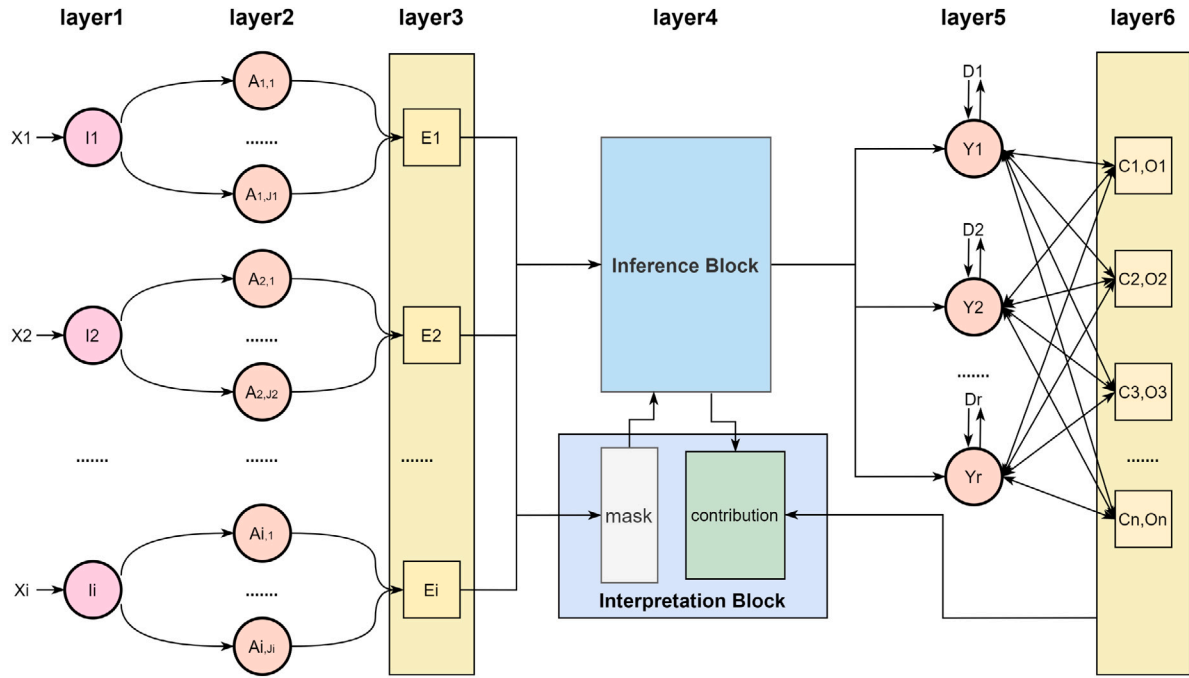 layer1
layer2
layer3
layer4
layer5
layer6
X1
I1
A1,1
.......
A1,J1
E1
X2
I2
A2,1
.......
A2,J2
E2
.......
.......
.......
Xi
Ii
Ai,1
.......
Ai,Ji
Ei
Inference Block
mask
contribution
Interpretation Block
D1
Y1
D2
Y2
.......
Dr
Yr
C1,O1
C2,O2
C3,O3
.......
Cn,On